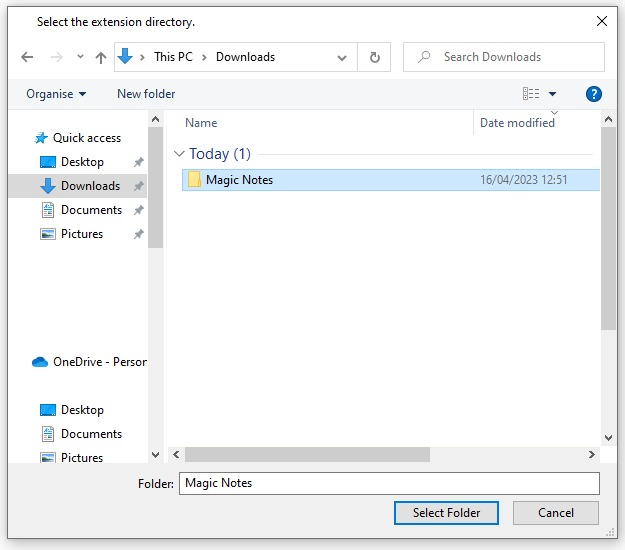 Select the extension directory.
This PC Downloads
Search Downloads
Organise New folder
Name Date modified
Quick access
Desktop
Downloads
Documents
Pictures
OneDrive - Person
Desktop
Documents
Pictures
Today (1)
Magic Notes 16/04/2023 12:51
Folder: Magic Notes
Select Folder Cancel